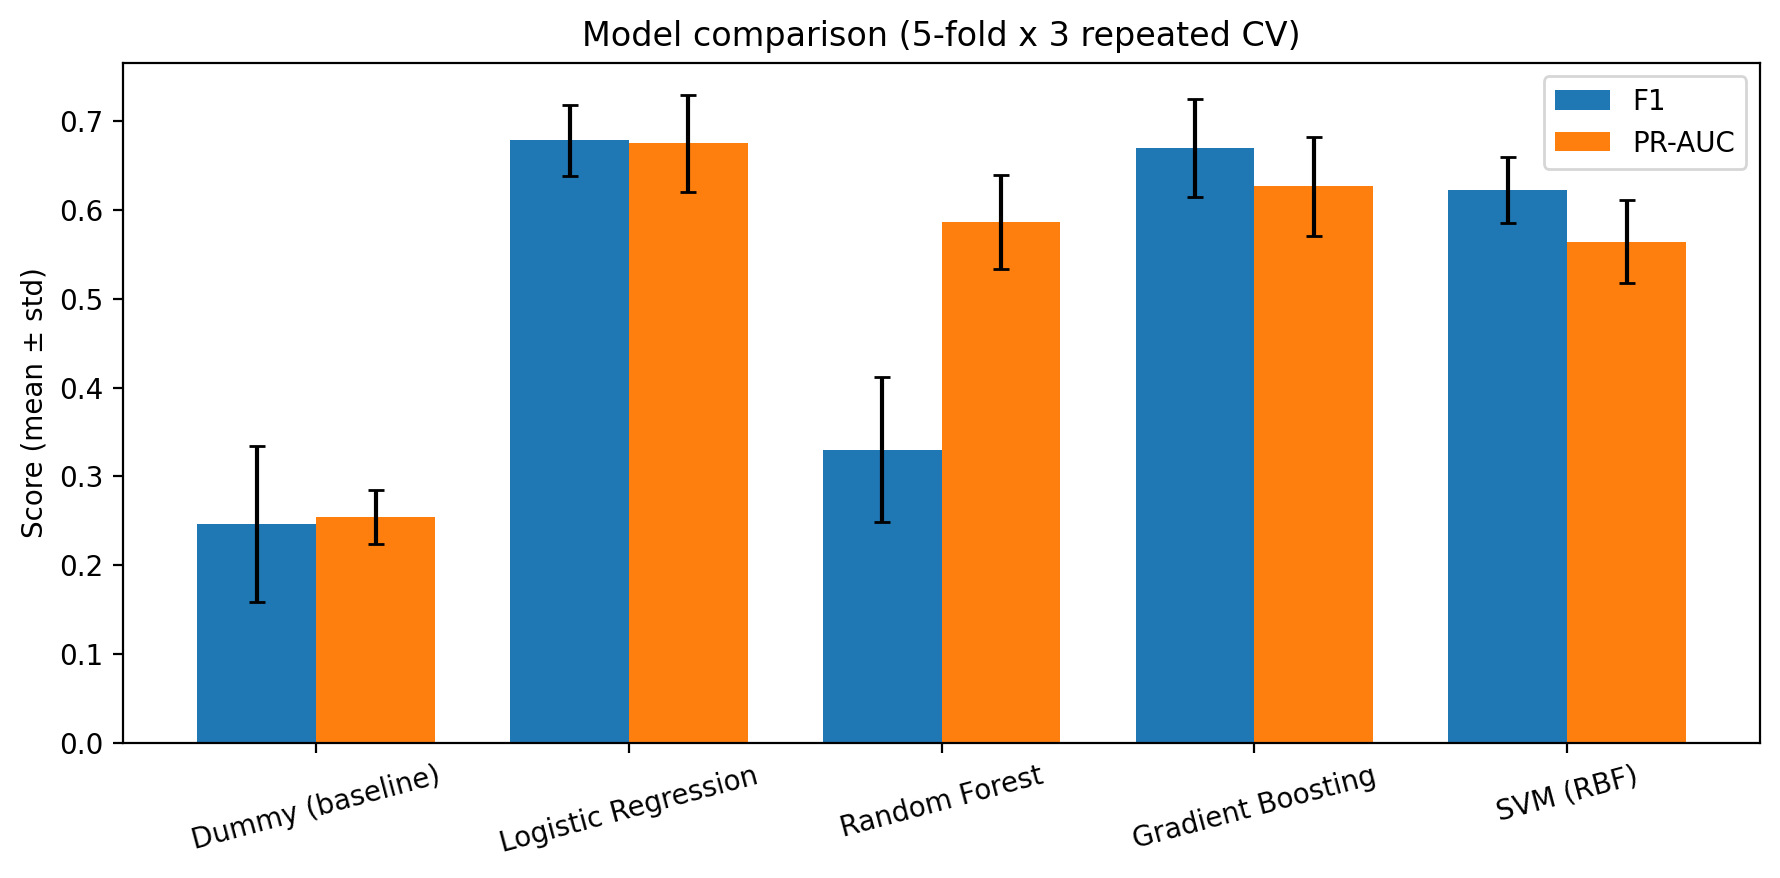 Model comparison (5-fold x 3 repeated CV)
F1
PR-AUC
Score (mean ± std)
0.7
0.6
0.5
0.4
0.3
0.2
0.1
0.0
Dummy (baseline)
Logistic Regression
Random Forest
Gradient Boosting
SVM (RBF)